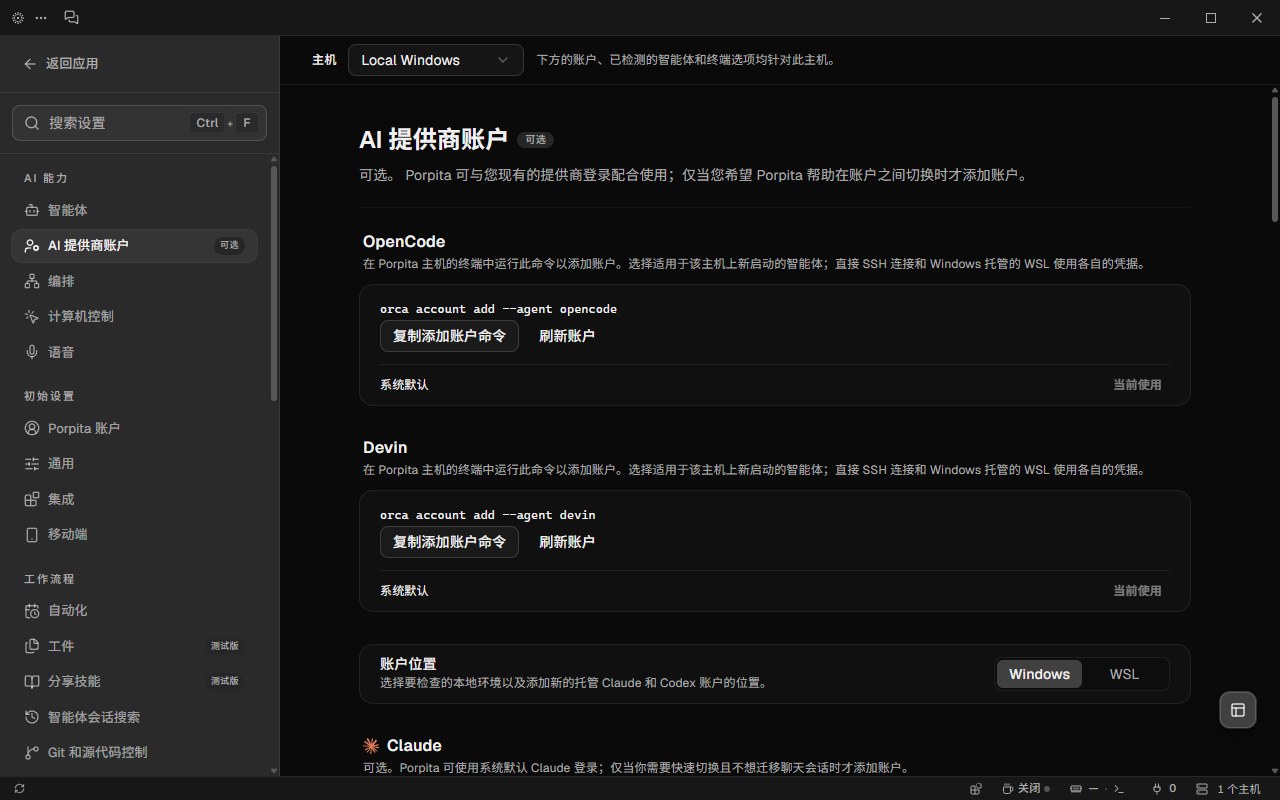 返回应用
搜索设置 Ctrl + F
AI 能力
智能体
AI 提供商账户 可选
编排
计算机控制
语音
初始设置
Porpita 账户
通用
集成
移动端
工作流程
自动化
工件 测试版
分享技能 测试版
智能体会话搜索
Git 和源代码控制
主机 Local Windows 下方的账户、已检测的智能体和终端选项均针对此主机。
AI 提供商账户 可选
可选。 Porpita 可与您现有的提供商登录配合使用；仅当您希望 Porpita 帮助在账户之间切换时才添加账户。
OpenCode
在 Porpita 主机的终端中运行此命令以添加账户。选择适用于该主机上新启动的智能体；直接 SSH 连接和 Windows 托管的 WSL 使用各自的凭据。
orca account add --agent opencode
复制添加账户命令 刷新账户
系统默认 当前使用
Devin
在 Porpita 主机的终端中运行此命令以添加账户。选择适用于该主机上新启动的智能体；直接 SSH 连接和 Windows 托管的 WSL 使用各自的凭据。
orca account add --agent devin
复制添加账户命令 刷新账户
系统默认 当前使用
账户位置
选择要检查的本地环境以及添加新的托管 Claude 和 Codex 账户的位置。
Windows WSL
Claude
可选。Porpita 可使用系统默认 Claude 登录；仅当你需要快速切换且不想迁移聊天会话时才添加账户。
关闭 — · 0 1 个主机